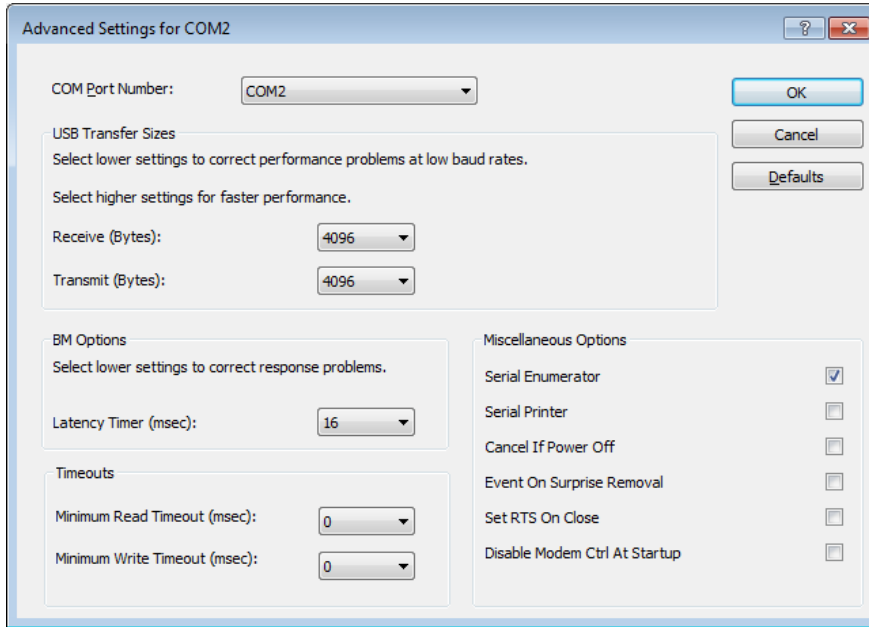 Advanced Settings for COM2
COM Port Number: COM2
OK
USB Transfer Sizes
Cancel
Select lower settings to correct performance problems at low baud rates.
Defaults
Select higher settings for faster performance.
Receive (Bytes): 4096
Transmit (Bytes): 4096
BM Options
Select lower settings to correct response problems.
Latency Timer (msec): 16
Timeouts
Minimum Read Timeout (msec): 0
Minimum Write Timeout (msec): 0
Miscellaneous Options
Serial Enumerator
Serial Printer
Cancel If Power Off
Event On Surprise Removal
Set RTS On Close
Disable Modem Ctrl At Startup